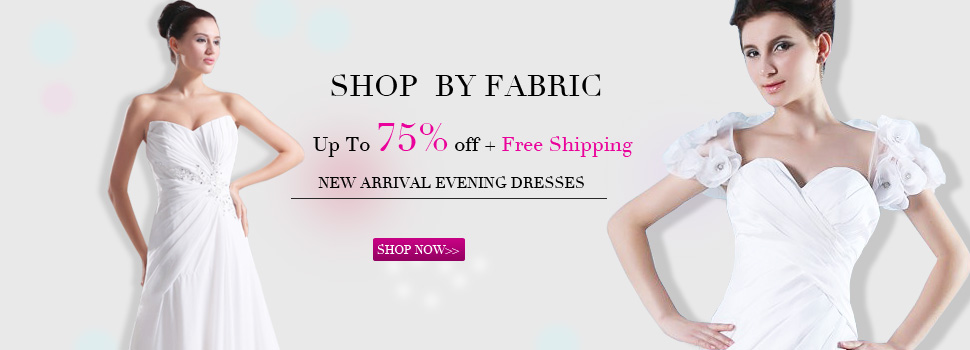 SHOP BY FABRIC
Up To 75% off + Free Shipping
NEW ARRIVAL EVENING DRESSES
SHOP NOW>>